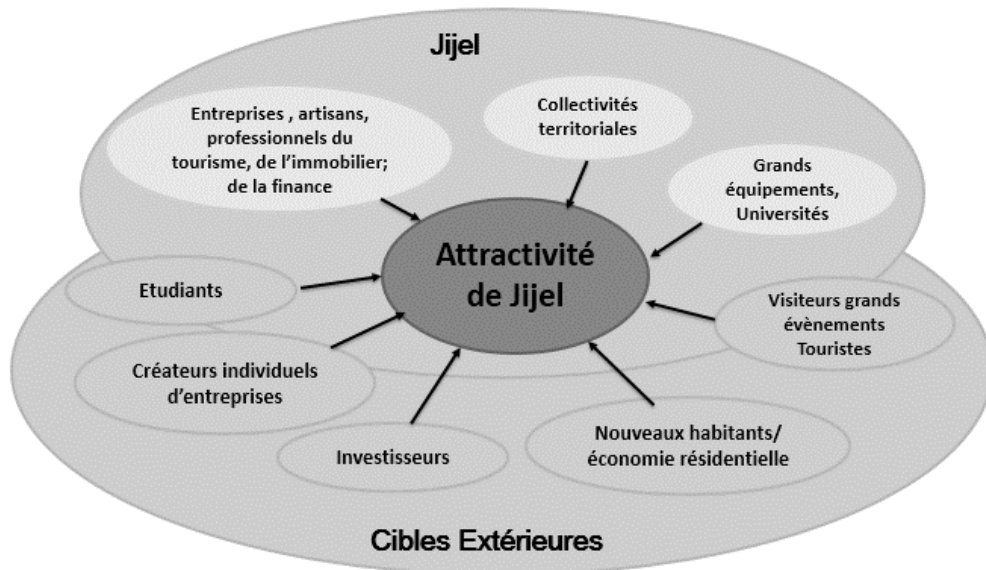 Jijel
Entreprises , artisans,
professionnels du
tourisme, de l'immobilier;
de la finance
Collectivités
territoriales
Grands
équipements,
Universités
Attractivité
de Jijel
Etudiants
Visiteurs grands
évènements
Touristes
Créateurs individuels
d'entreprises
Investisseurs
Nouveaux habitants/
économie résidentielle
Cibles Extérieures